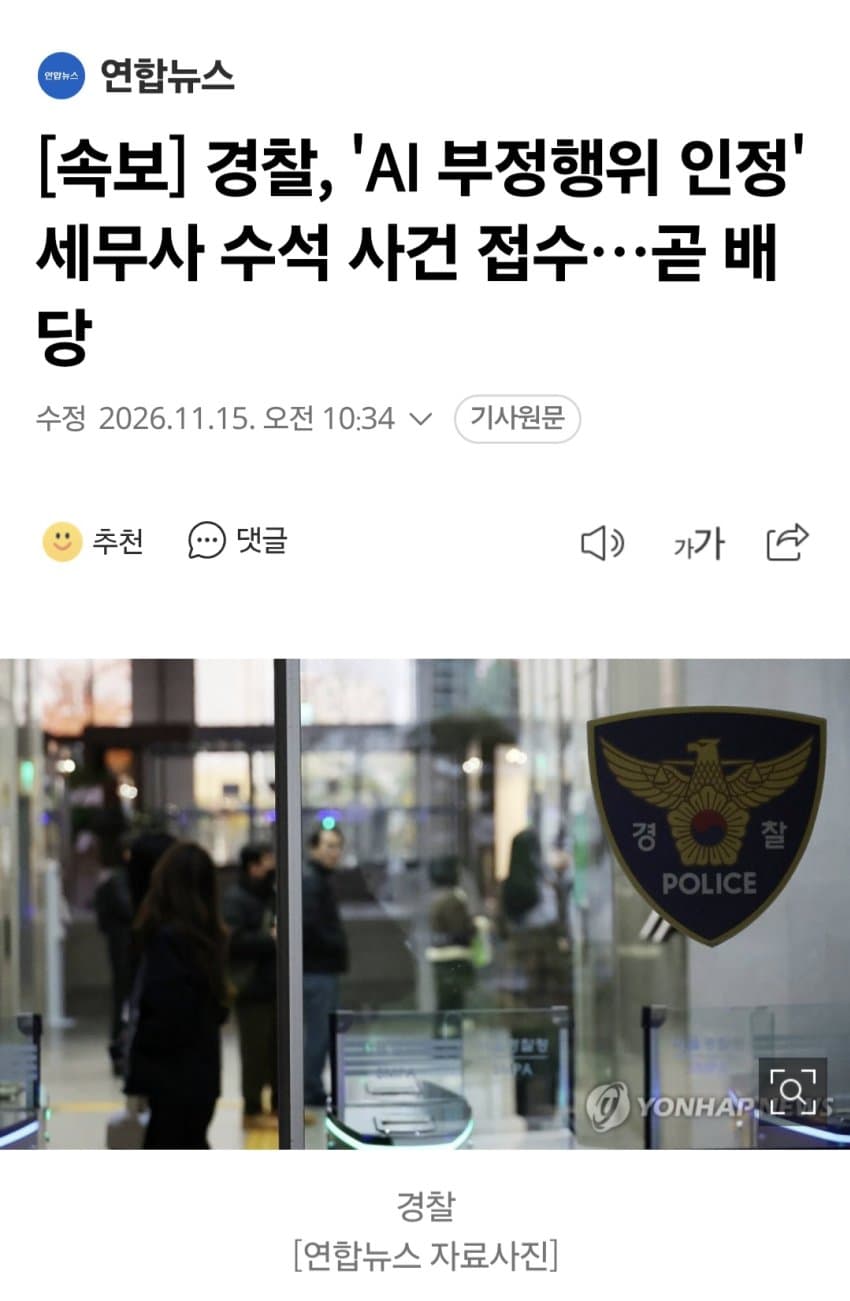 연합뉴스
연합뉴스
[속보] 경찰, 'AI 부정행위 인정'
세무사 수석 사건 접수…곧 배
당
수정 2026.11.15. 오전 10:34
기사원문
추천
댓글
가가
경 찰
POLICE
YONHAP NEWS
경찰
[연합뉴스 자료사진]